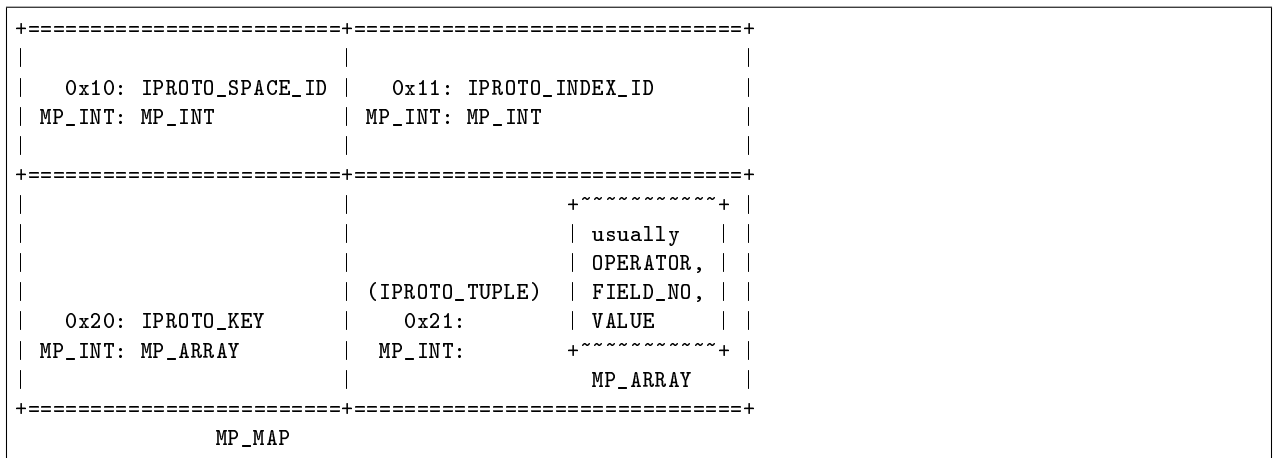 +=========================+===============================+
|                         |                               |
|   0x10: IPROTO_SPACE_ID |   0x11: IPROTO_INDEX_ID       |
| MP_INT: MP_INT          | MP_INT: MP_INT                |
|                         |                               |
+=========================+===============================+
|                         |                 +~~~~~~~~~~~+ |
|                         |                 | usually   | |
|                         |                 | OPERATOR, | |
|                         | (IPROTO_TUPLE)  | FIELD_NO, | |
|   0x20: IPROTO_KEY      |    0x21:        | VALUE     | |
| MP_INT: MP_ARRAY        |  MP_INT:        +~~~~~~~~~~~+ |
|                         |                   MP_ARRAY    |
+=========================+===============================+
                MP_MAP